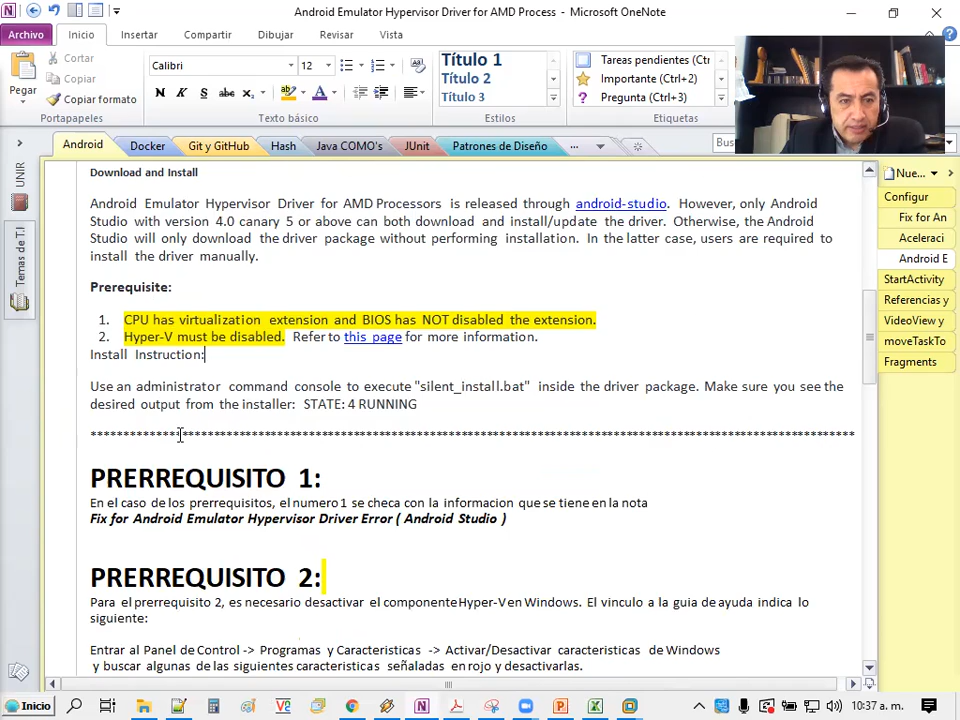 Android Emulator Hypervisor Driver for AMD Process - Microsoft OneNote
Archivo Inicio Insertar Compartir Dibujar Revisar Vista
Pegar
Cortar
Copiar
Copiar formato
Portapapeles
Calibri 12
N K S abc X₂ A
Texto básico
Título 1
Título 2
Título 3
Estilos
Tareas pendientes (Ctr
Importante (Ctrl+2)
Pregunta (Ctrl+3)
Etiquetas
Android Docker Git y GitHub Hash Java COMO's JUnit Patrones de Diseño ... Bus
UNIR
Temas de T.I
Download and Install
Android Emulator Hypervisor Driver for AMD Processors is released through android-studio. However, only Android
Studio with version 4.0 canary 5 or above can both download and install/update the driver. Otherwise, the Android
Studio will only download the driver package without performing installation. In the latter case, users are required to
install the driver manually.
Prerequisite:
1. CPU has virtualization extension and BIOS has NOT disabled the extension.
2. Hyper-V must be disabled. Refer to this page for more information.
Install Instruction:
Use an administrator command console to execute "silent_install.bat" inside the driver package. Make sure you see the
desired output from the installer: STATE: 4 RUNNING
********************************************************************************************************************
PRERREQUISITO 1:
En el caso de los prerrequisitos, el numero 1 se checa con la informacion que se tiene en la nota
Fix for Android Emulator Hypervisor Driver Error ( Android Studio )
PRERREQUISITO 2:
Para el prerrequisito 2, es necesario desactivar el componente Hyper-V en Windows. El vinculo a la guia de ayuda indica lo
siguiente:
Entrar al Panel de Control -> Programas y Caracteristicas -> Activar/Desactivar caracteristicas de Windows
y buscar algunas de las siguientes caracteristicas señaladas en rojo y desactivarlas.
Nue...
Configur
Fix for An
Aceleraci
Android E
StartActivity
Referencias y
VideoView y
moveTaskTo
Fragments
Inicio
10:37 a.m.